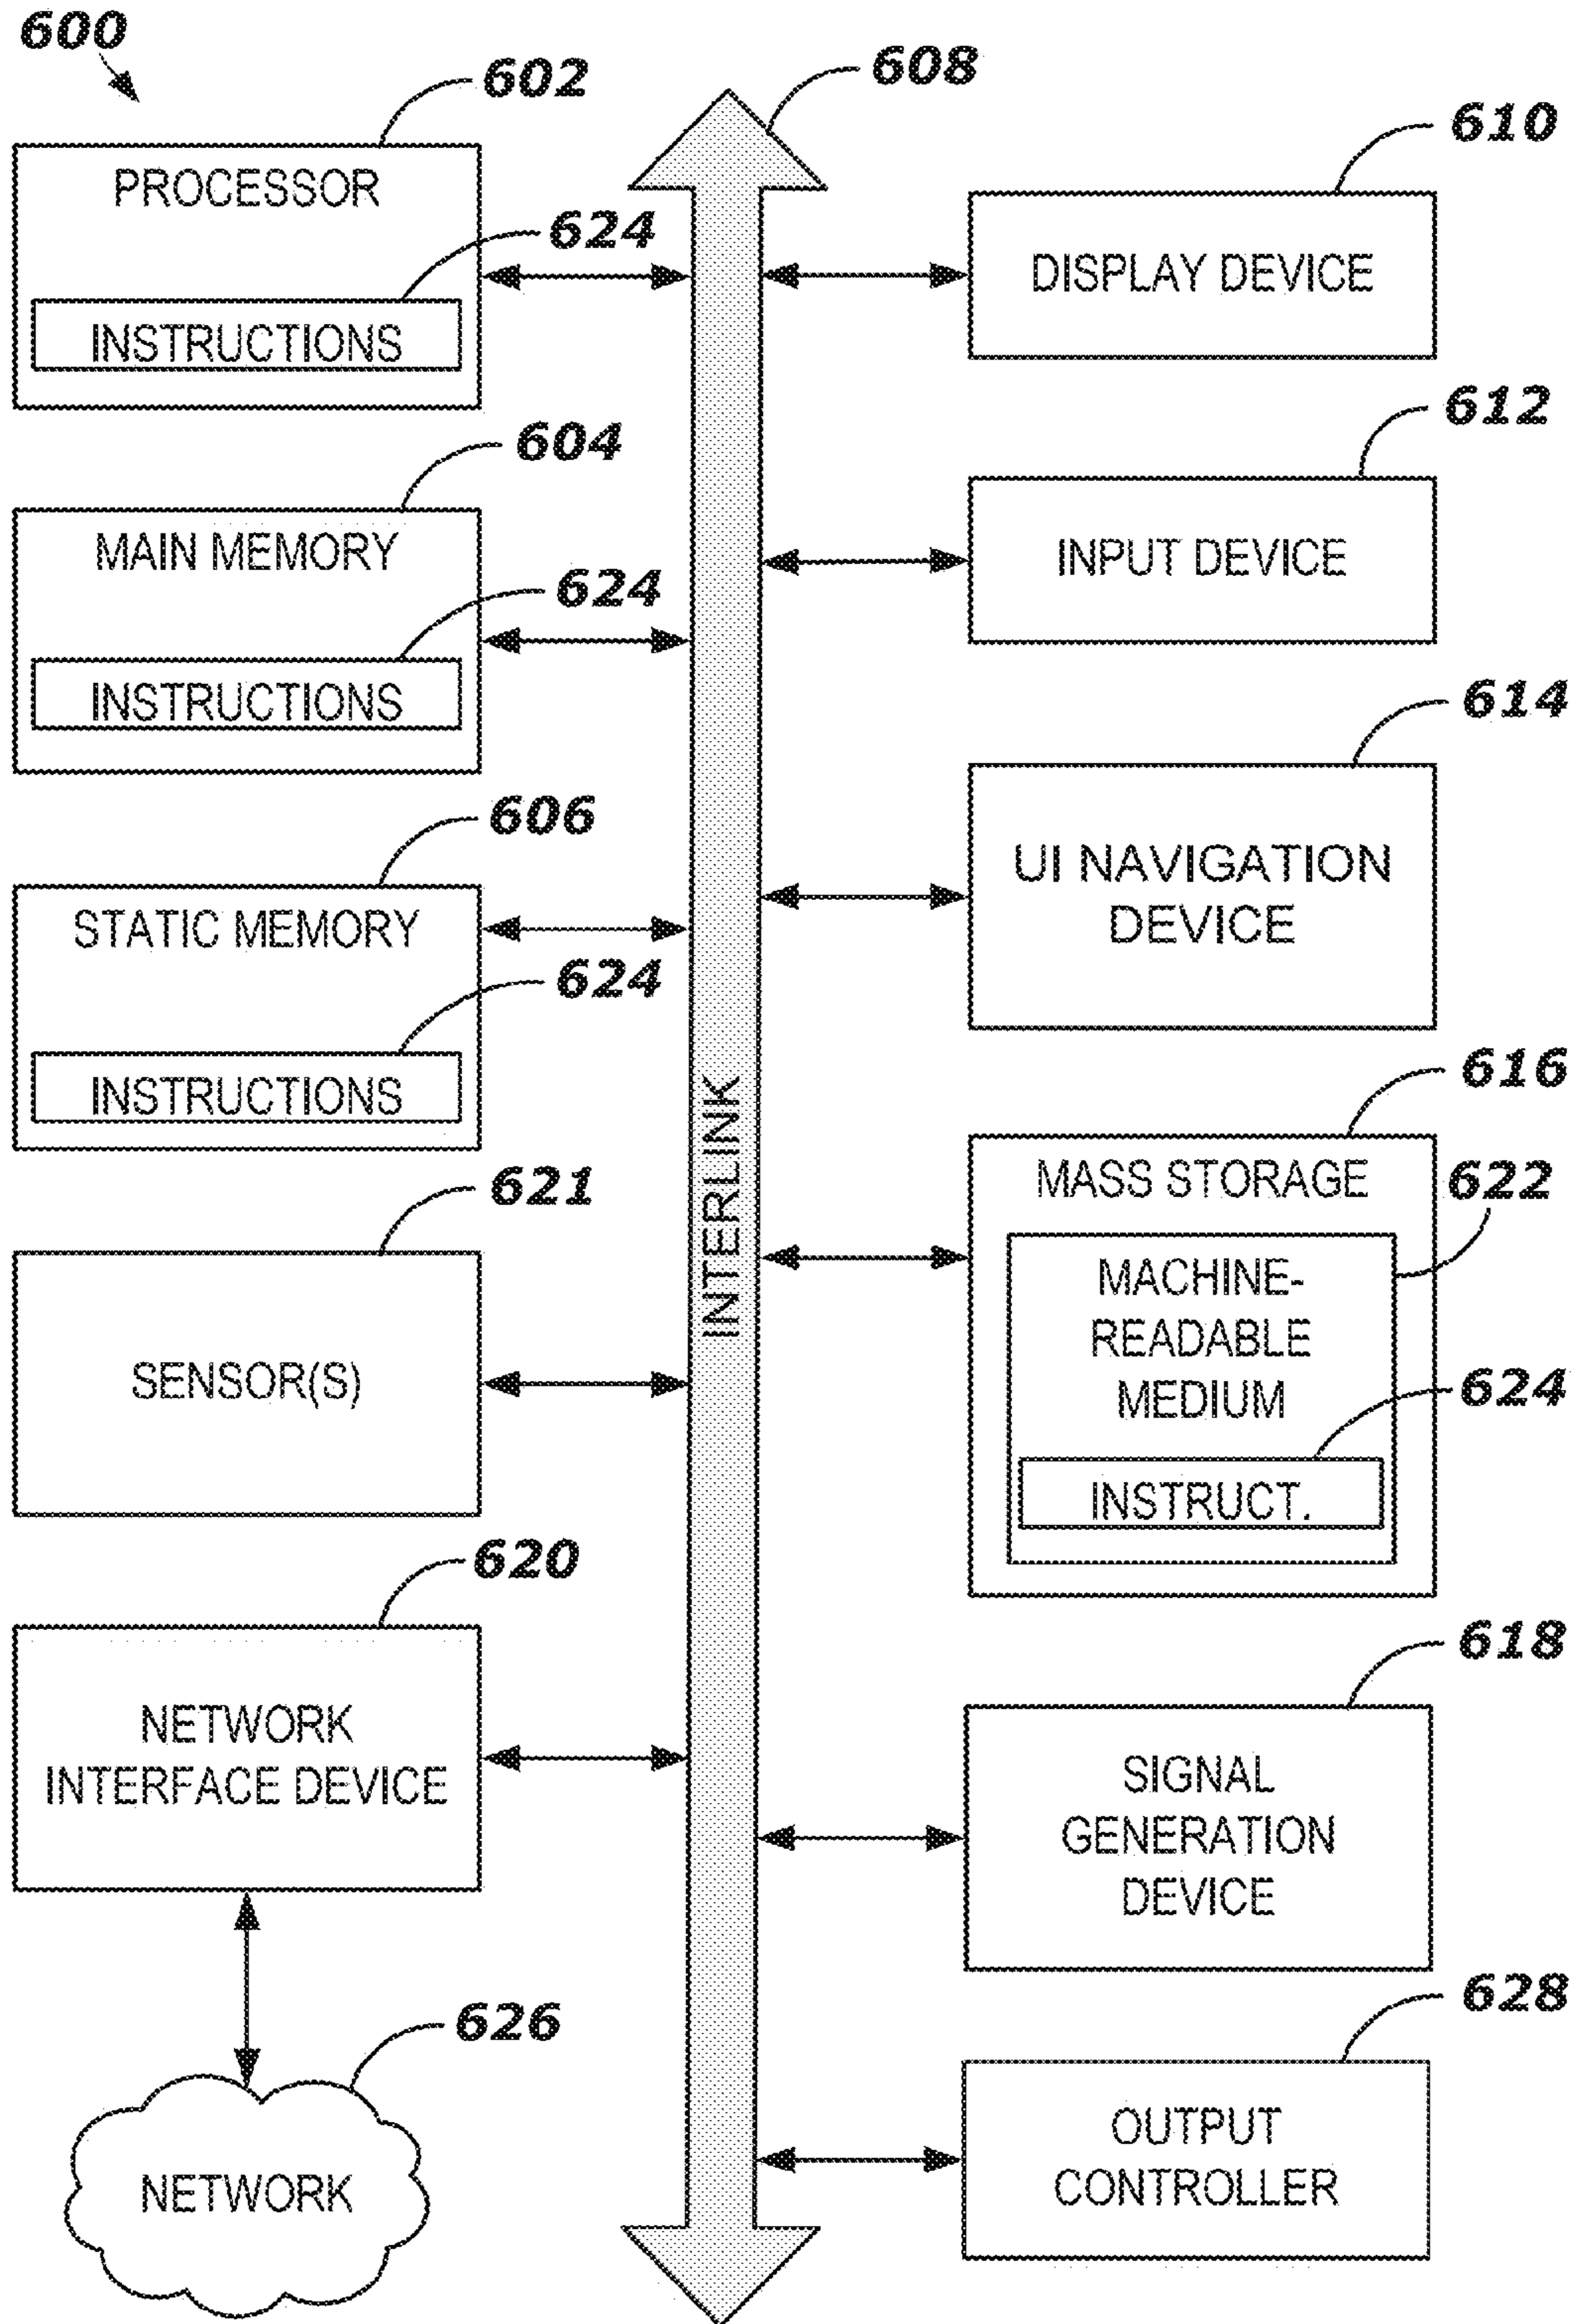 600
602
PROCESSOR
624
INSTRUCTIONS
604
MAIN MEMORY
624
INSTRUCTIONS
606
STATIC MEMORY
624
INSTRUCTIONS
621
SENSOR(S)
620
NETWORK
INTERFACE DEVICE
626
NETWORK
608
INTERLINK
610
DISPLAY DEVICE
612
INPUT DEVICE
614
UI NAVIGATION
DEVICE
616
MASS STORAGE
622
MACHINE-
READABLE
MEDIUM
624
INSTRUCT.
618
SIGNAL
GENERATION
DEVICE
628
OUTPUT
CONTROLLER